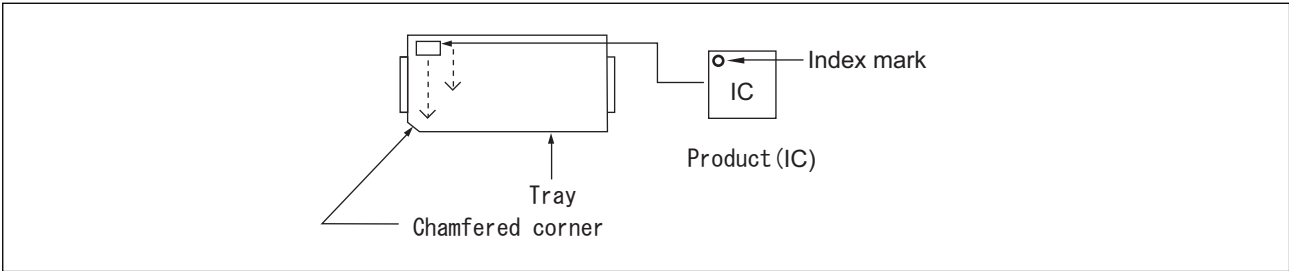 Index mark
IC
Product(IC)
Tray
Chamfered corner